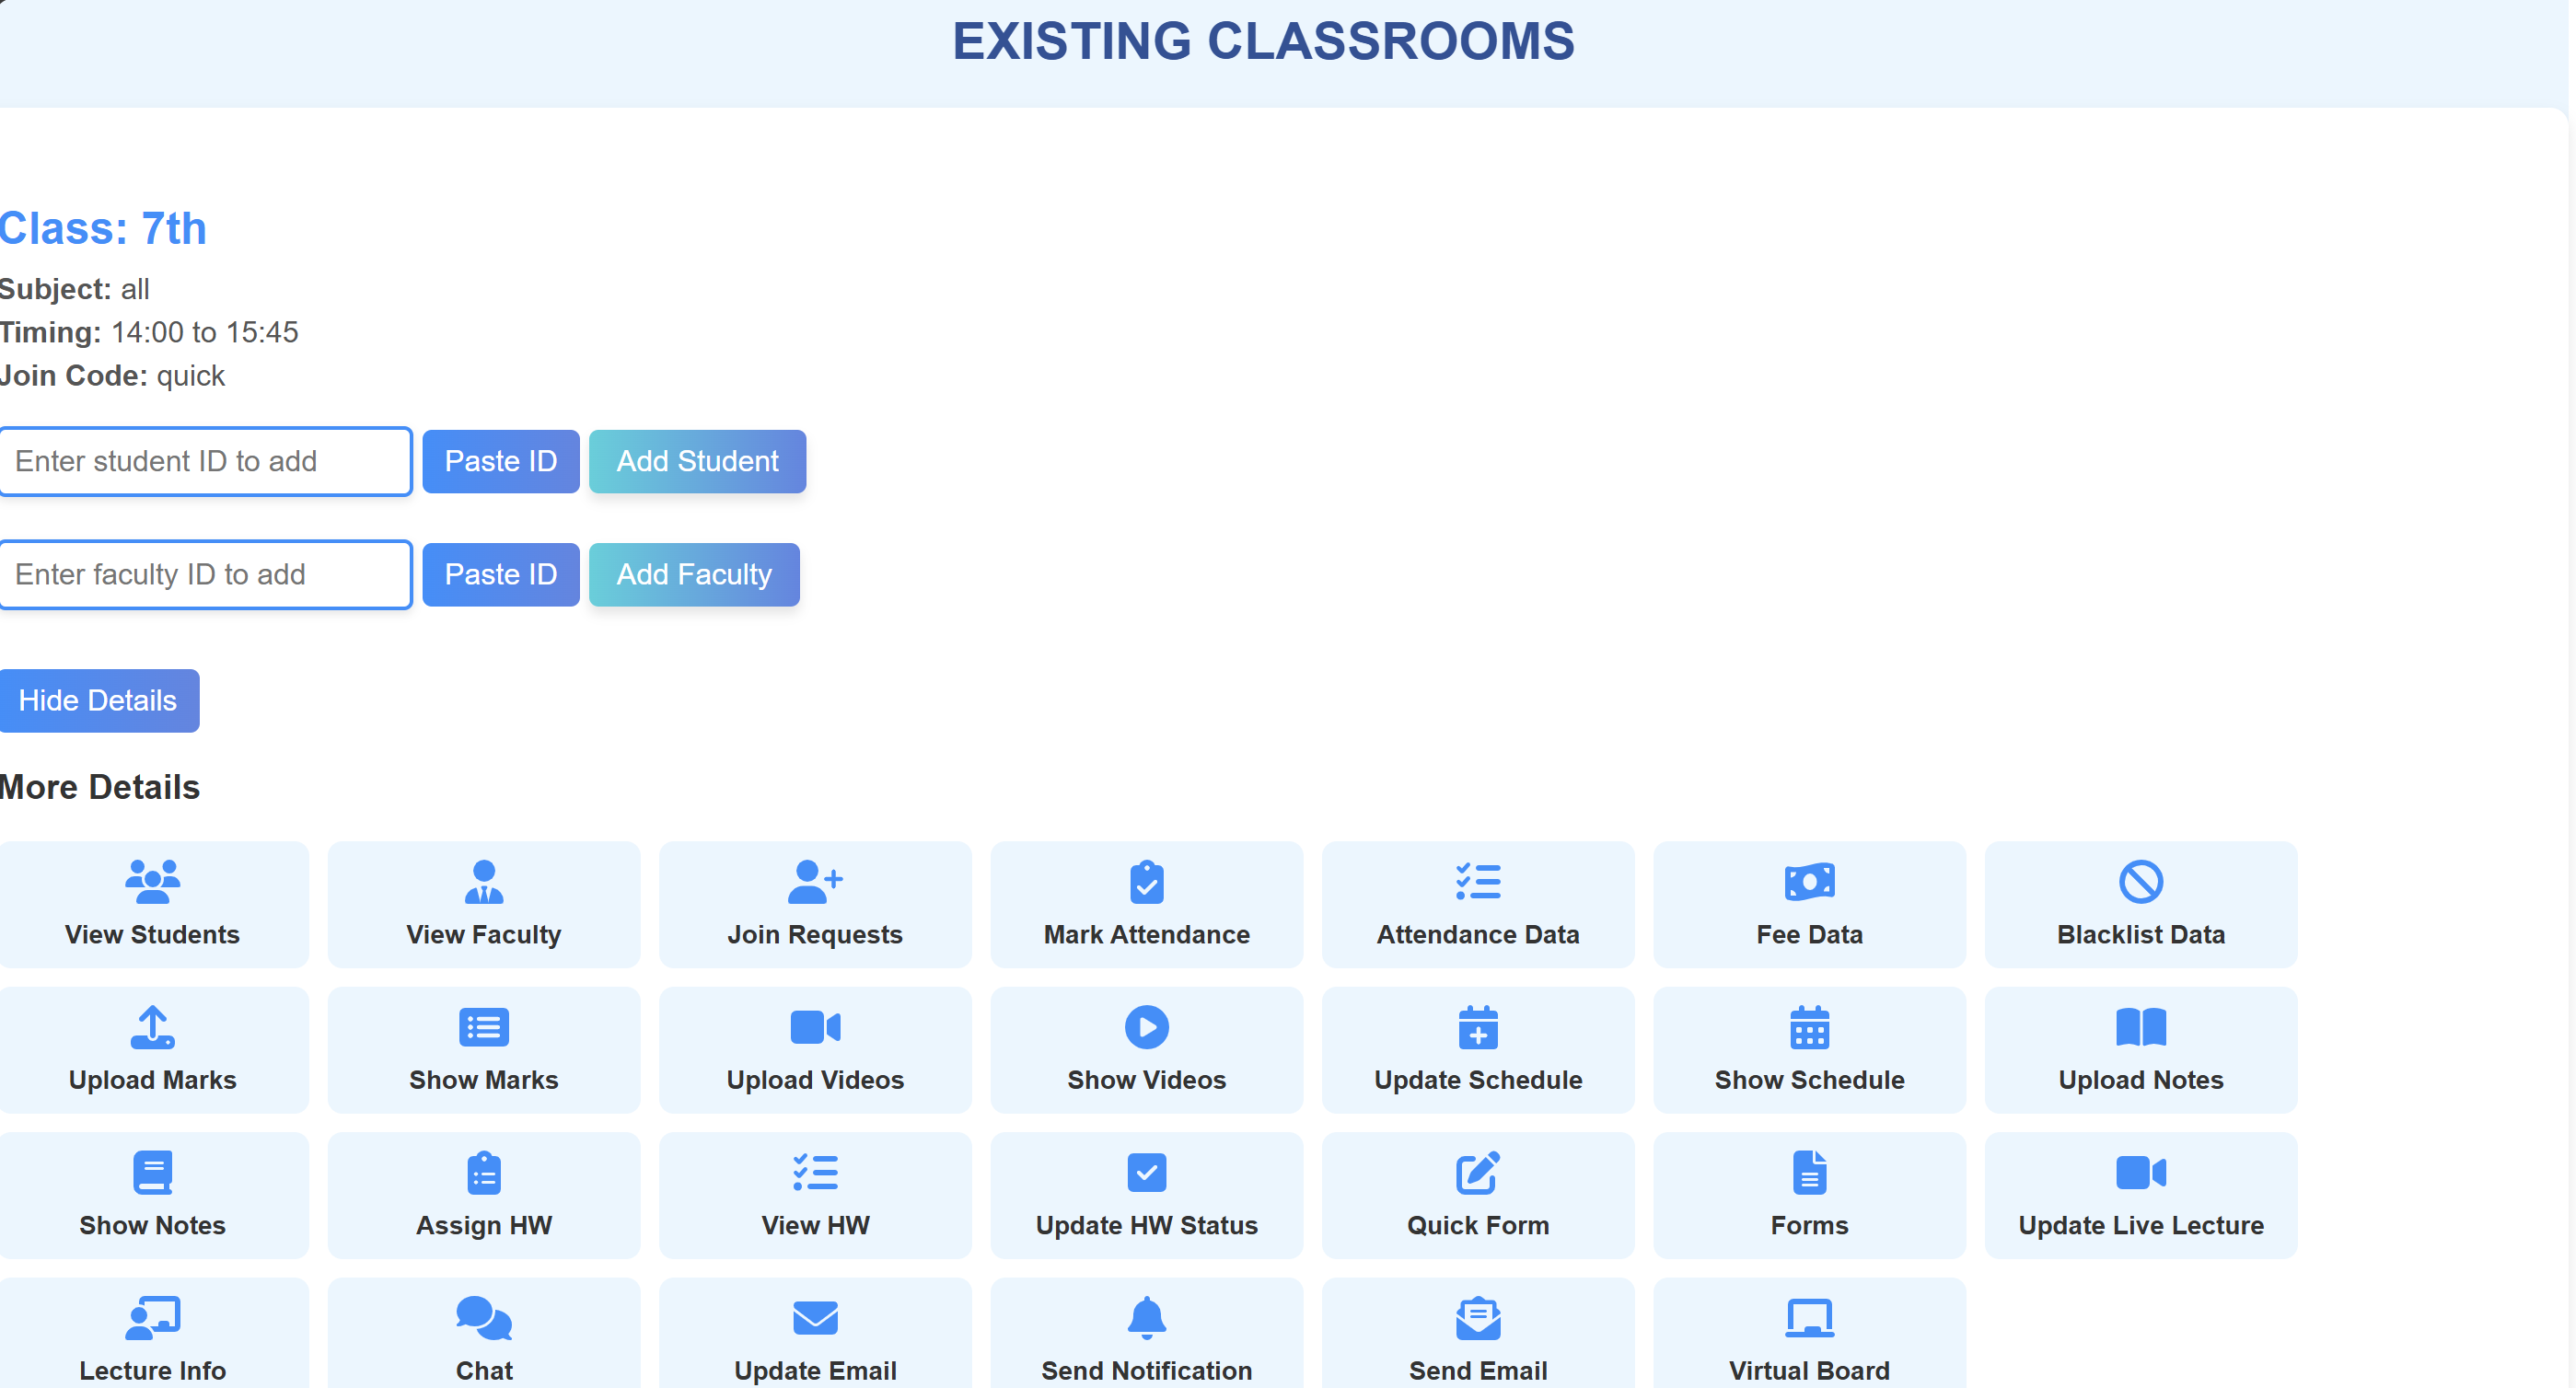 EXISTING CLASSROOMS
Class: 7th
Subject: all
Timing: 14:00 to 15:45
Join Code: quick
Enter student ID to add Paste ID Add Student
Enter faculty ID to add Paste ID Add Faculty
Hide Details
More Details
View Students View Faculty Join Requests Mark Attendance Attendance Data Fee Data Blacklist Data
Upload Marks Show Marks Upload Videos Show Videos Update Schedule Show Schedule Upload Notes
Show Notes Assign HW View HW Update HW Status Quick Form Forms Update Live Lecture
Lecture Info Chat Update Email Send Notification Send Email Virtual Board